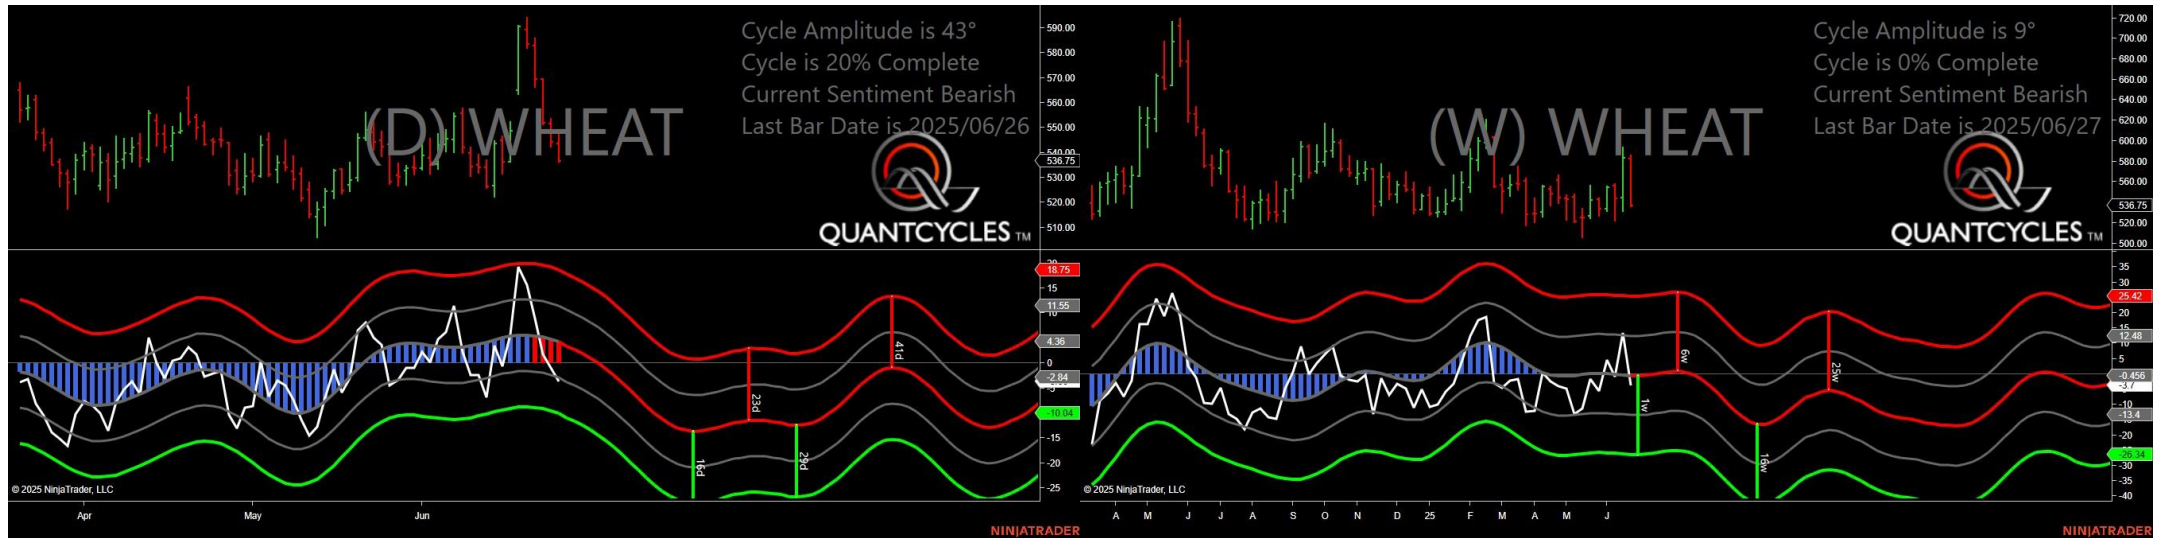 Cycle Amplitude is 43°
Cycle is 20% Complete
Current Sentiment Bearish
Last Bar Date is 2025/06/26
(D) WHEAT
QUANTCYCLES TM
590.00
580.00
570.00
560.00
550.00
540.00
536.75
530.00
520.00
510.00
20
18.75
15
11.55
10
4.36
0
-2.84
-10.04
-15
-20
-25
16d
23d
29d
41d
© 2025 NinjaTrader, LLC
Apr
May
Jun
NINJATRADER
Cycle Amplitude is 9°
Cycle is 0% Complete
Current Sentiment Bearish
Last Bar Date is 2025/06/27
(W) WHEAT
QUANTCYCLES TM
720.00
700.00
680.00
660.00
640.00
620.00
600.00
580.00
560.00
536.75
520.00
500.00
35
30
25.42
20
15
12.48
10
5
-0.456
-3.7
-10
-13.4
-20
-26.34
-30
-35
-40
1w
6w
16w
25w
© 2025 NinjaTrader, LLC
A M J J A S O N D 25 F M A M J
NINJATRADER